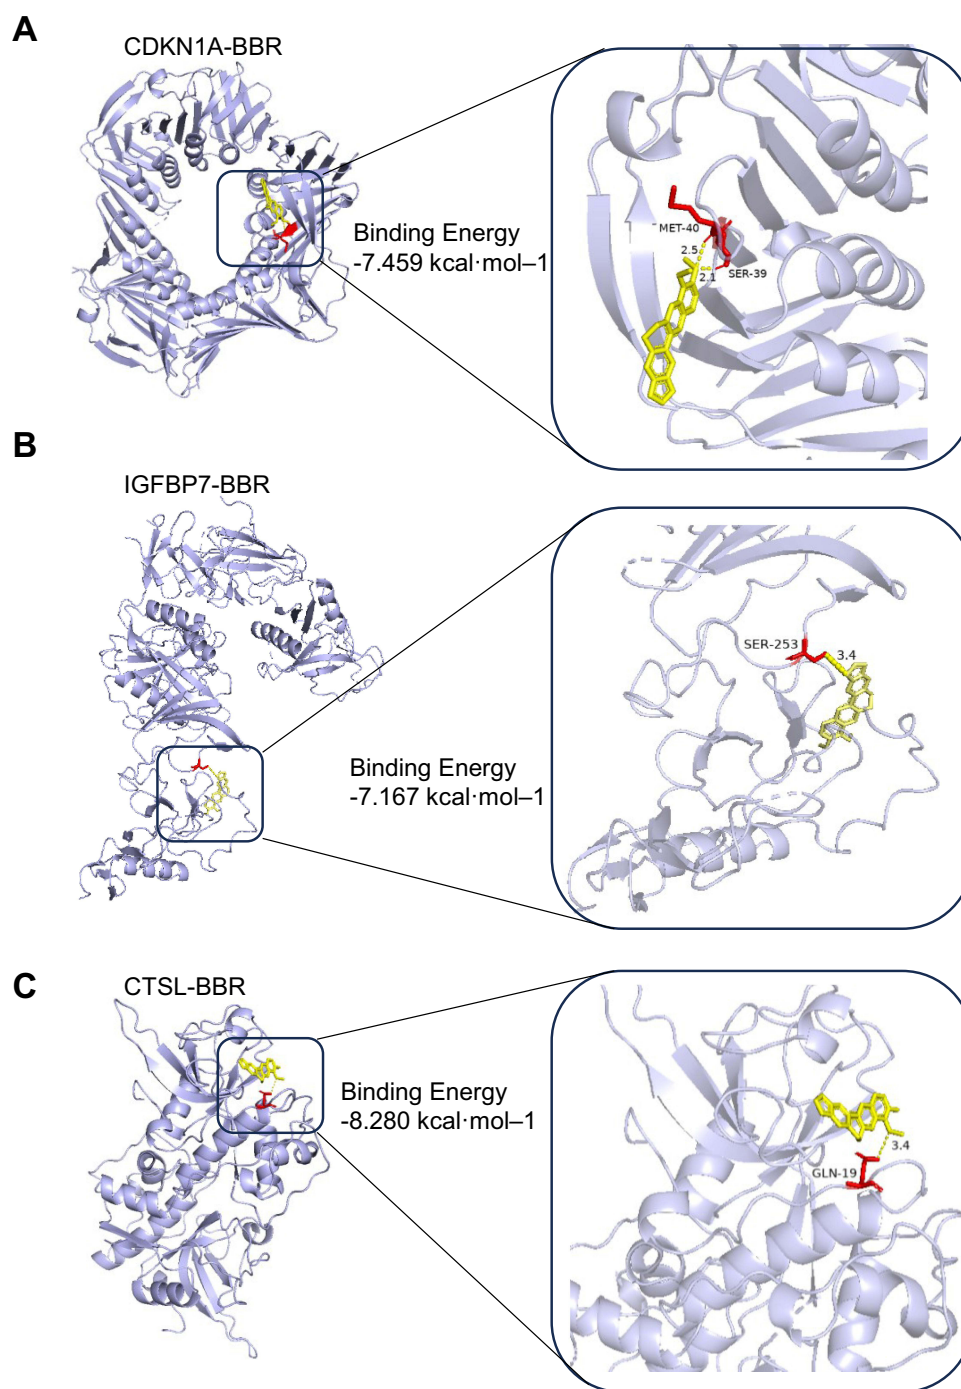 A
CDKN1A-BBR
Binding Energy
-7.459 kcal·mol–1
MET-40
2.5
2.1
SER-39
B
IGFBP7-BBR
Binding Energy
-7.167 kcal·mol–1
SER-253
3.4
C
CTSL-BBR
Binding Energy
-8.280 kcal·mol–1
3.4
GLN-19